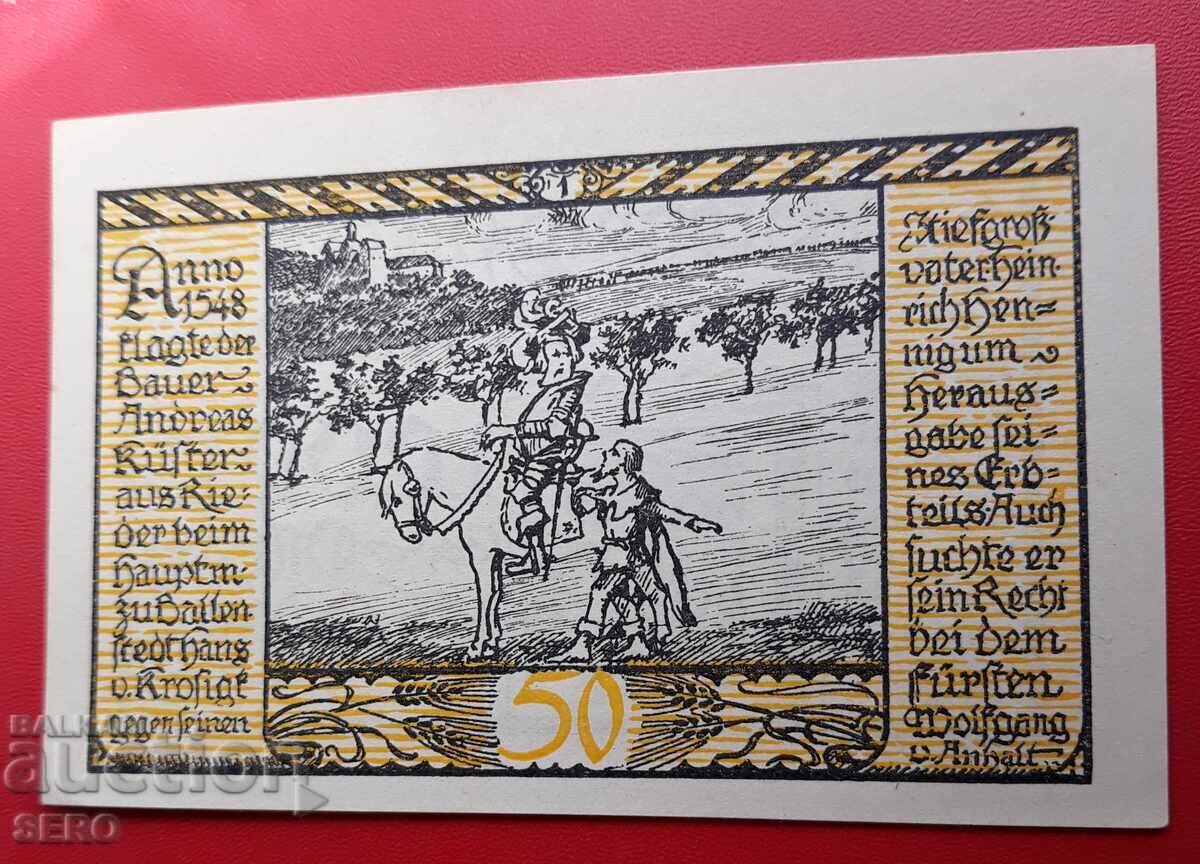 1
Anno
1548
klagte der
Bauer
Andreas
Küster
aus Rie-
der beim
Hauptm.
zu Ballen-
stedt Hans
v. Krosigk
gegen seinen
Stiefgroß-
vater Hein-
rich Hen-
nig um
Heraus-
gabe sei-
nes Erb-
teils. Auch
suchte er
sein Recht
bei dem
Fürsten
Wolfgang
v. Anhalt,
50
BALKAN
auction
SERO